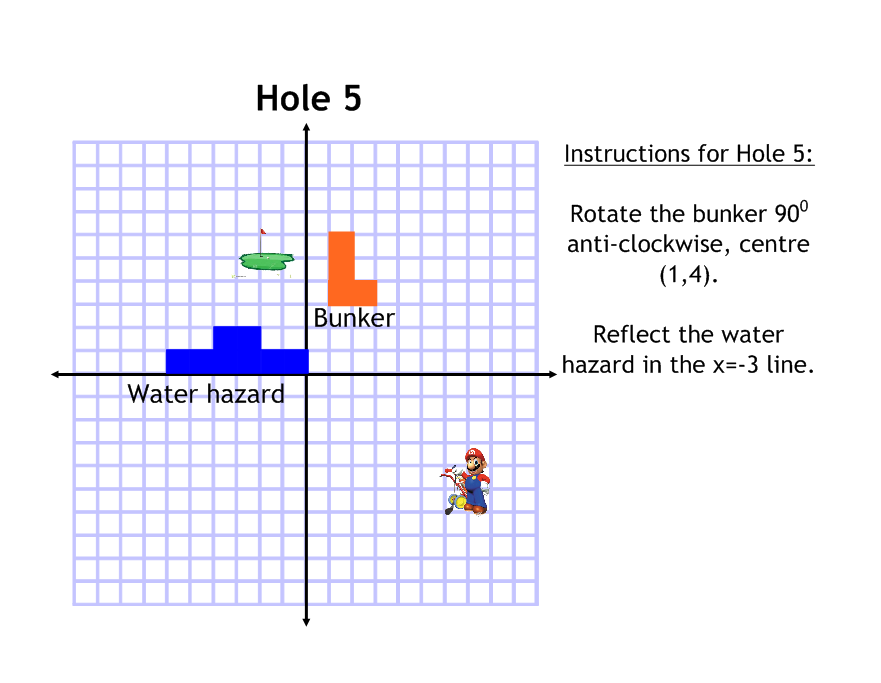 Hole 5
Instructions for Hole 5:
Rotate the bunker 90⁰
anti-clockwise, centre
(1,4).
Bunker
Reflect the water
hazard in the x=-3 line.
Water hazard